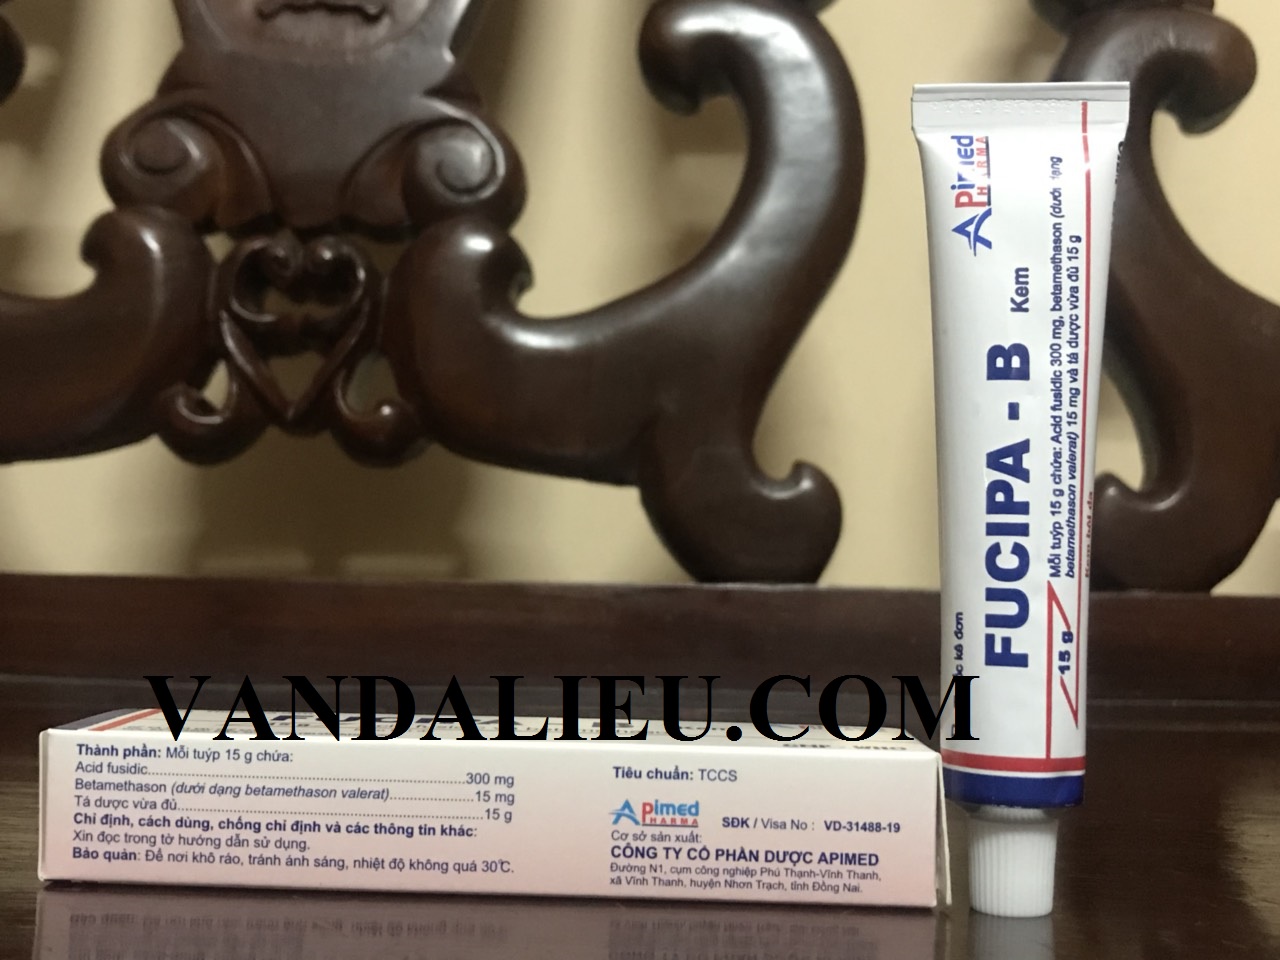 Apimed
PHARMA
FUCIPA - B Kem
Mỗi tuýp 15 g chứa: Acid fusidic 300 mg, betamethason (dưới dạng
betamethason valerat) 15 mg và tá dược vừa đủ 15 g
15 g
kê đơn
VANDALIEU.COM
Thành phần: Mỗi tuýp 15 g chứa:
Acid fusidic.....................................................................................300 mg
Betamethason (dưới dạng betamethason valerat).......................15 mg
Tá dược vừa đủ..................................................................................15 g
Chỉ định, cách dùng, chống chỉ định và các thông tin khác:
Xin đọc trong tờ hướng dẫn sử dụng.
Bảo quản: Để nơi khô ráo, tránh ánh sáng, nhiệt độ không quá 30°C.
GMP - WHO
Tiêu chuẩn: TCCS
Apimed
PHARMA
SĐK / Visa No : VD-31488-19
Cơ sở sản xuất:
CÔNG TY CỔ PHẦN DƯỢC APIMED
Đường N1, cụm công nghiệp Phú Thạnh-Vĩnh Thanh,
xã Vĩnh Thanh, huyện Nhơn Trạch, tỉnh Đồng Nai.